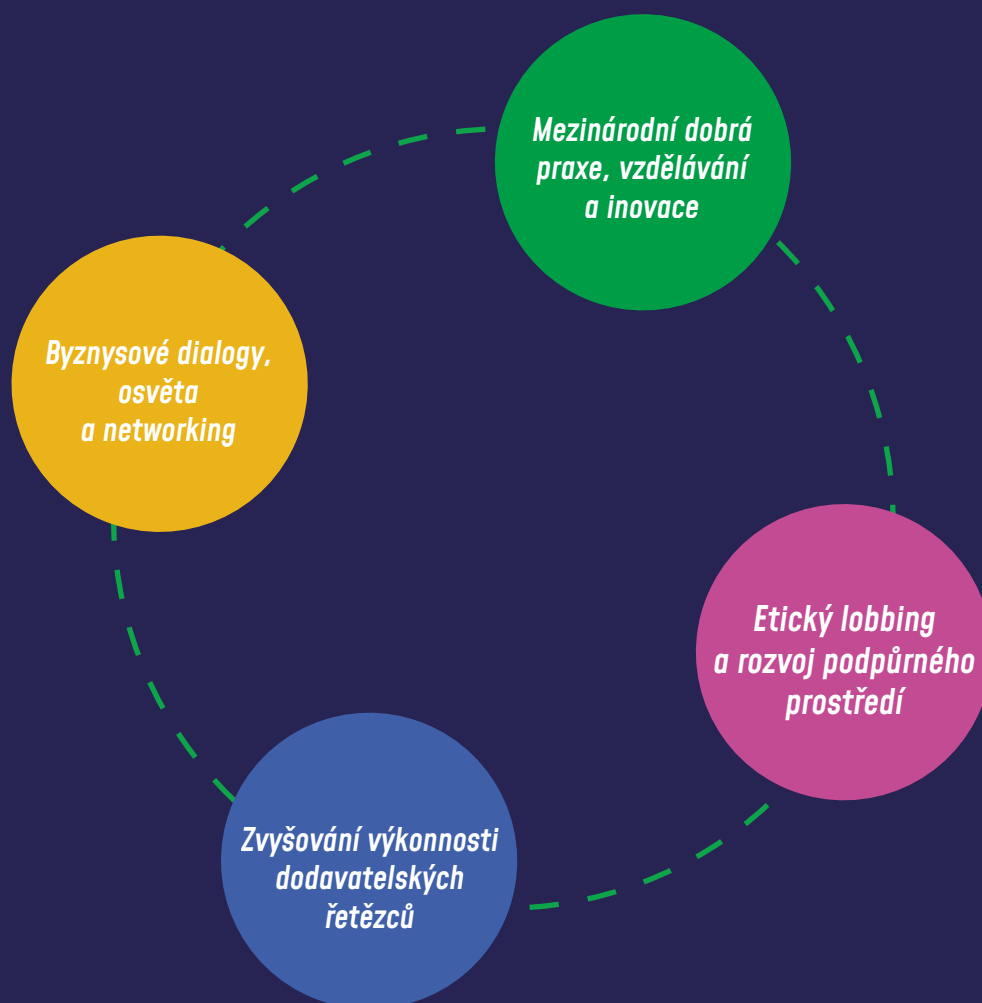 Mezinárodní dobrá
praxe, vzdělávání
a inovace
Byznysové dialogy,
osvěta
a networking
Etický lobbing
a rozvoj podpůrného
prostředí
Zvyšování výkonnosti
dodavatelských
řetězců